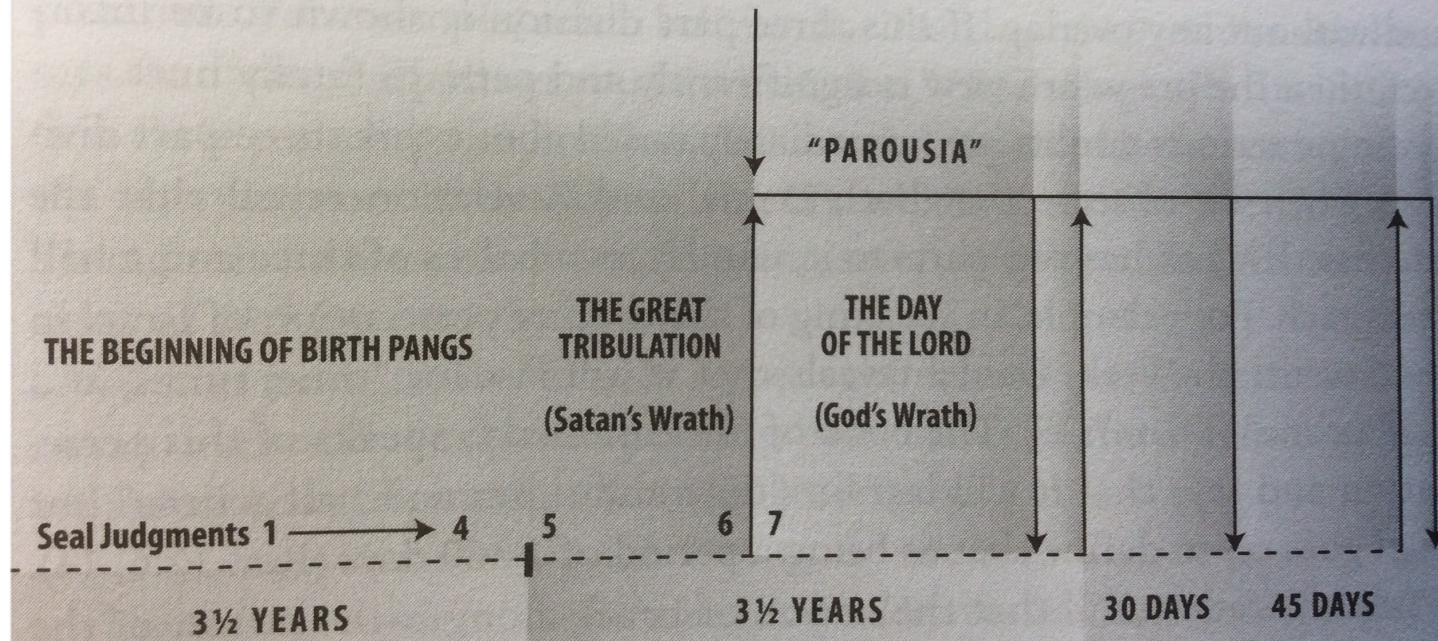 "PAROUSIA"
THE BEGINNING OF BIRTH PANGS
THE GREAT
TRIBULATION
(Satan's Wrath)
THE DAY
OF THE LORD
(God's Wrath)
Seal Judgments 1 4 5 6 7
3½ YEARS 3½ YEARS 30 DAYS 45 DAYS